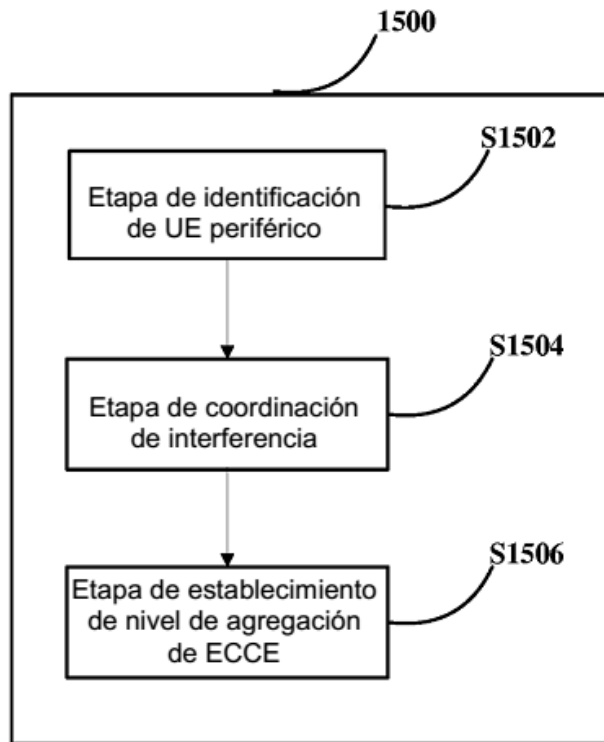 1500
S1502
Etapa de identificación
de UE periférico
S1504
Etapa de coordinación
de interferencia
S1506
Etapa de establecimiento
de nivel de agregación
de ECCE